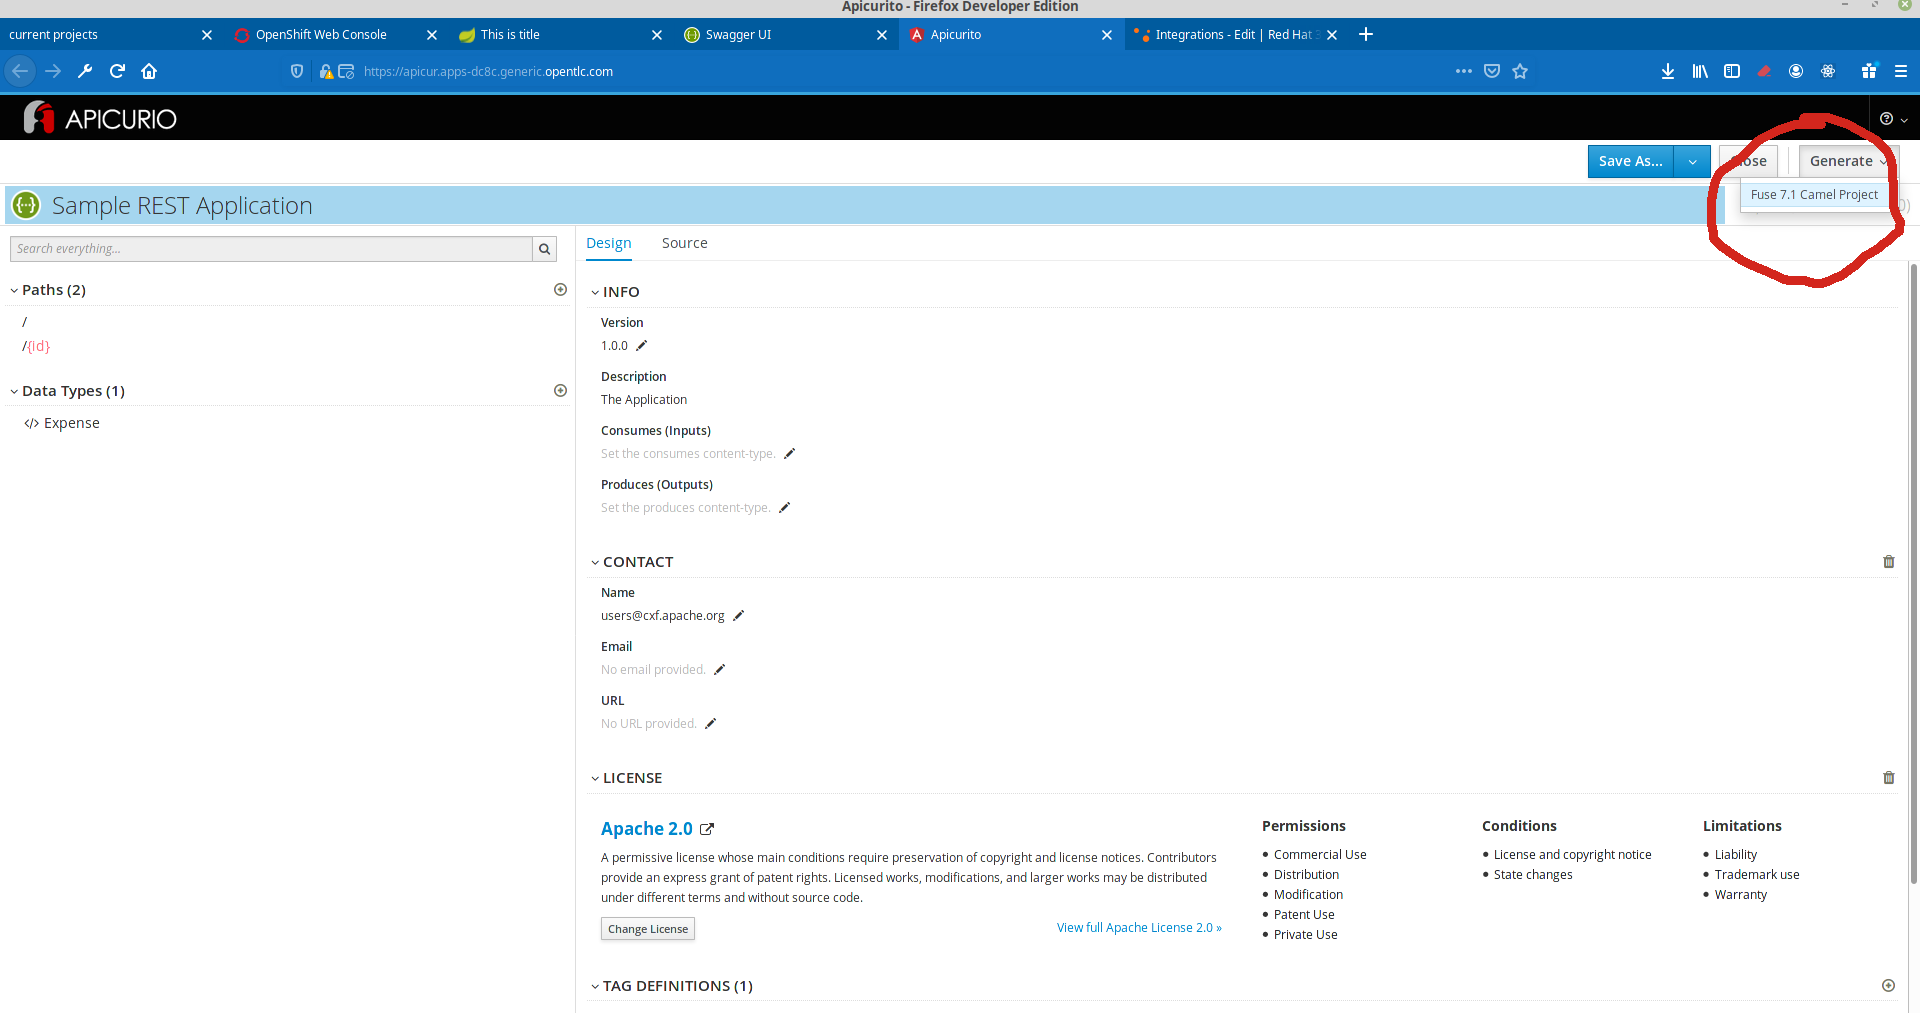 Apicurito - Firefox Developer Edition
current projects
OpenShift Web Console
This is title
Swagger UI
Apicurito
Integrations - Edit | Red Hat
https://apicur.apps-dc8c.generic.opentlc.com
APICURIO
Save As...
Generate
Fuse 7.1 Camel Project
Sample REST Application
Search everything...
Design
Source
Paths (2)
/
/{id}
Data Types (1)
</> Expense
INFO
Version
1.0.0
Description
The Application
Consumes (Inputs)
Set the consumes content-type.
Produces (Outputs)
Set the produces content-type.
CONTACT
Name
users@cxf.apache.org
Email
No email provided.
URL
No URL provided.
LICENSE
Apache 2.0
A permissive license whose main conditions require preservation of copyright and license notices. Contributors
provide an express grant of patent rights. Licensed works, modifications, and larger works may be distributed
under different terms and without source code.
Change License
View full Apache License 2.0 »
Permissions
• Commercial Use
• Distribution
• Modification
• Patent Use
• Private Use
Conditions
• License and copyright notice
• State changes
Limitations
• Liability
• Trademark use
• Warranty
TAG DEFINITIONS (1)